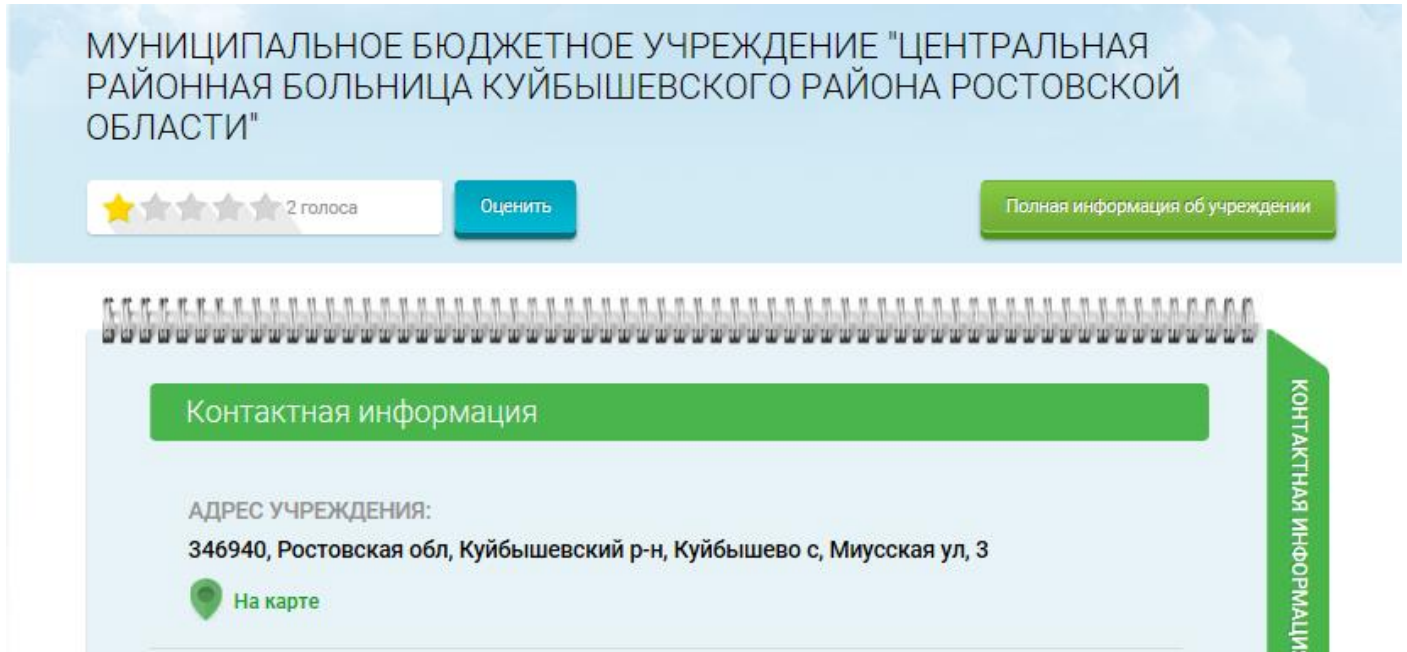 МУНИЦИПАЛЬНОЕ БЮДЖЕТНОЕ УЧРЕЖДЕНИЕ "ЦЕНТРАЛЬНАЯ
РАЙОННАЯ БОЛЬНИЦА КУЙБЫШЕВСКОГО РАЙОНА РОСТОВСКОЙ
ОБЛАСТИ"
2 голоса
Оценить
Полная информация об учреждении
Контактная информация
АДРЕС УЧРЕЖДЕНИЯ:
346940, Ростовская обл, Куйбышевский р-н, Куйбышево с, Миусская ул, 3
На карте
КОНТАКТНАЯ ИНФОРМАЦИЯ